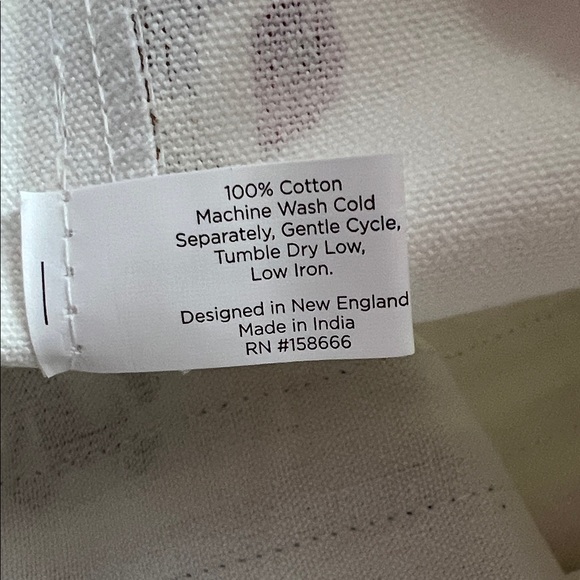 100% Cotton
Machine Wash Cold
Separately, Gentle Cycle,
Tumble Dry Low,
Low Iron.
Designed in New England
Made in India
RN #158666